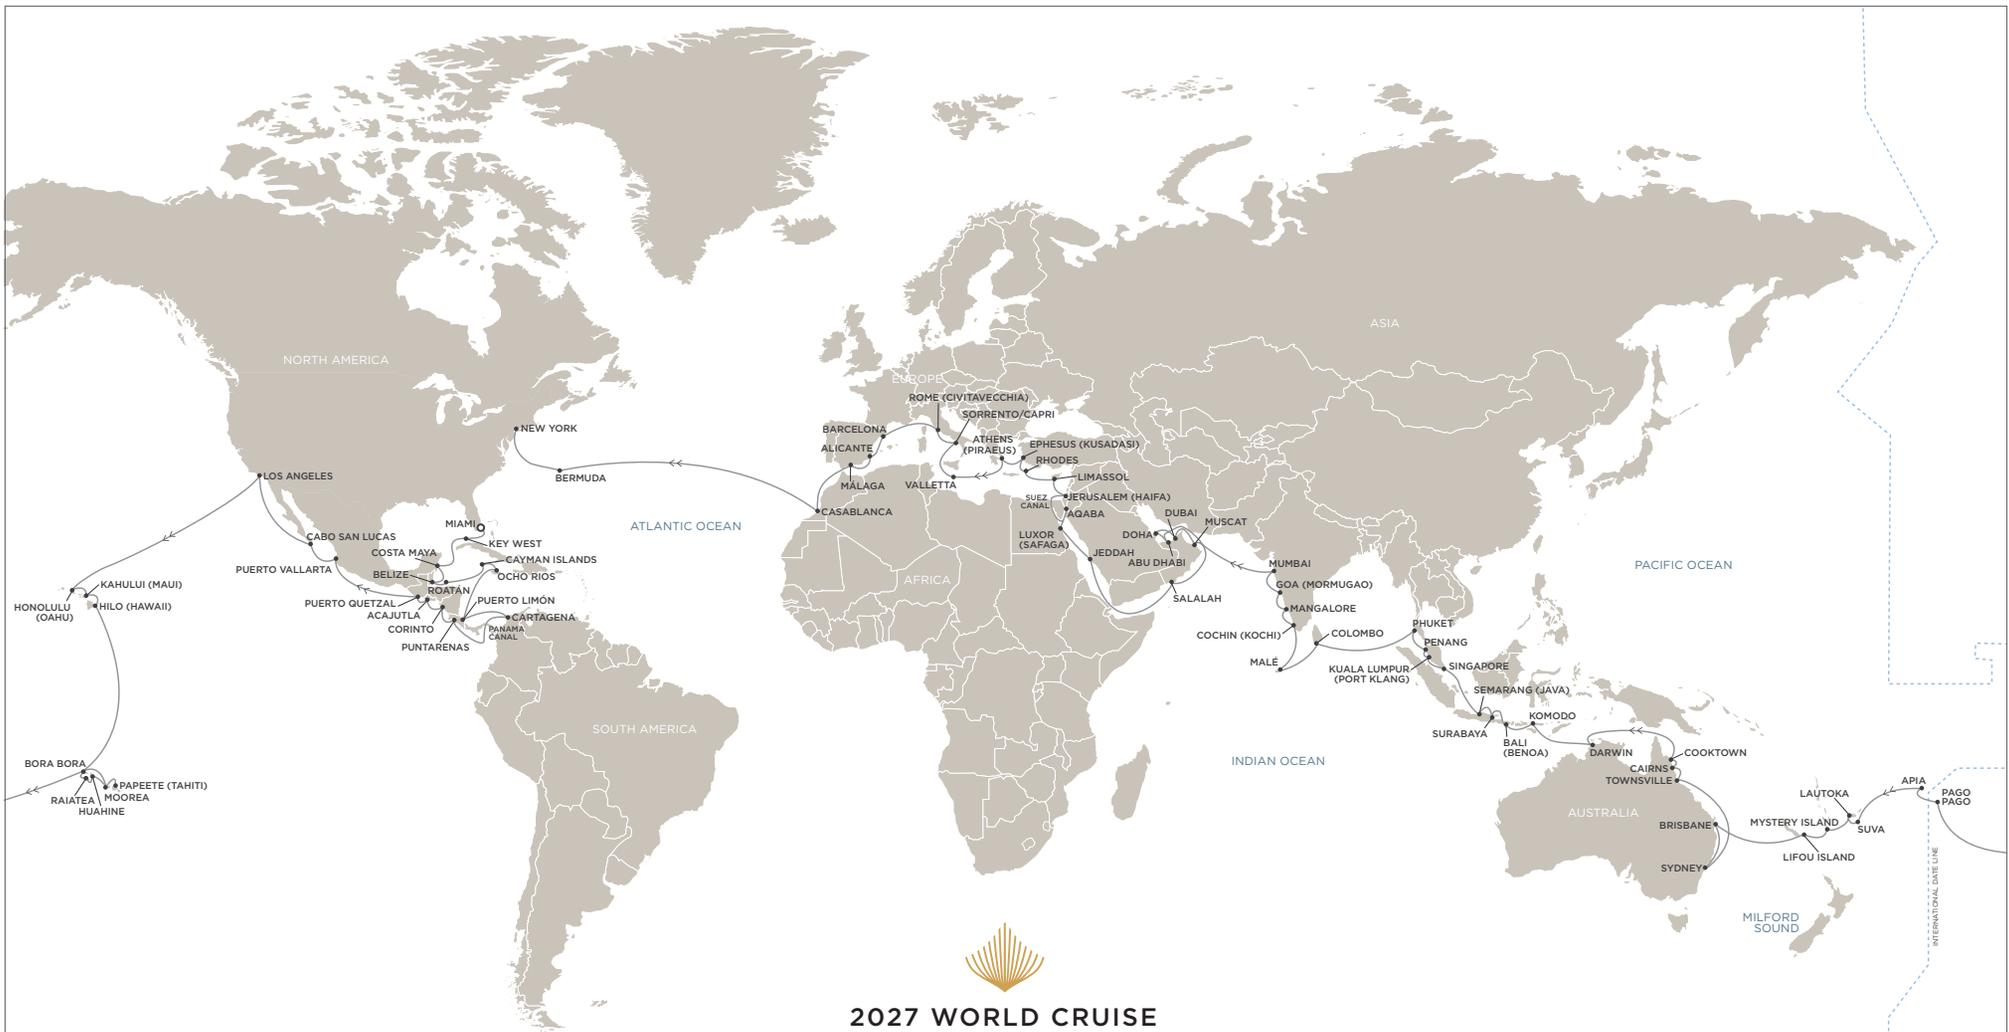 NORTH AMERICA
ASIA
EUROPE
ROME (CIVITAVECCHIA)
SORRENTO/CAPRI
NEW YORK
BARCELONA
ATHENS
(PIRAEUS)
EPHESUS (KUSADASI)
ALICANTE
RHODES
LOS ANGELES
BERMUDA
MÁLAGA
VALLETTA
LIMASSOL
SUEZ
CANAL
JERUSALEM (HAIFA)
CASABLANCA
AQABA
DUBAI
MUSCAT
MIAMI
ATLANTIC OCEAN
CABO SAN LUCAS
LUXOR
(SAFAGA)
DOHA
KEY WEST
COSTA MAYA
JEDDAH
ABU DHABI
CAYMAN ISLANDS
PUERTO VALLARTA
BELIZE
OCHO RIOS
MUMBAI
PACIFIC OCEAN
AFRICA
KAHULUI (MAUI)
ROATÁN
GOA (MORMUGAO)
HONOLULU
(OAHU)
HILO (HAWAII)
PUERTO QUETZAL
PUERTO LIMÓN
SALALAH
MANGALORE
ACAJUTLA
CARTAGENA
CORINTO
PANAMA
CANAL
COCHIN (KOCHI)
COLOMBO
PHUKET
PUNTARENAS
PENANG
MALÉ
KUALA LUMPUR
(PORT KLANG)
SINGAPORE
SEMARANG (JAVA)
SOUTH AMERICA
SURABAYA
KOMODO
BALI
(BENOA)
DARWIN
COOKTOWN
BORA BORA
INDIAN OCEAN
CAIRNS
TOWNSVILLE
PAPEETE (TAHITI)
RAIATEA
MOOREA
HUAHINE
APIA
PAGO
PAGO
LAUTOKA
AUSTRALIA
BRISBANE
MYSTERY ISLAND
SUVA
LIFOU ISLAND
SYDNEY
INTERNATIONAL DATE LINE
MILFORD
SOUND
2027 WORLD CRUISE